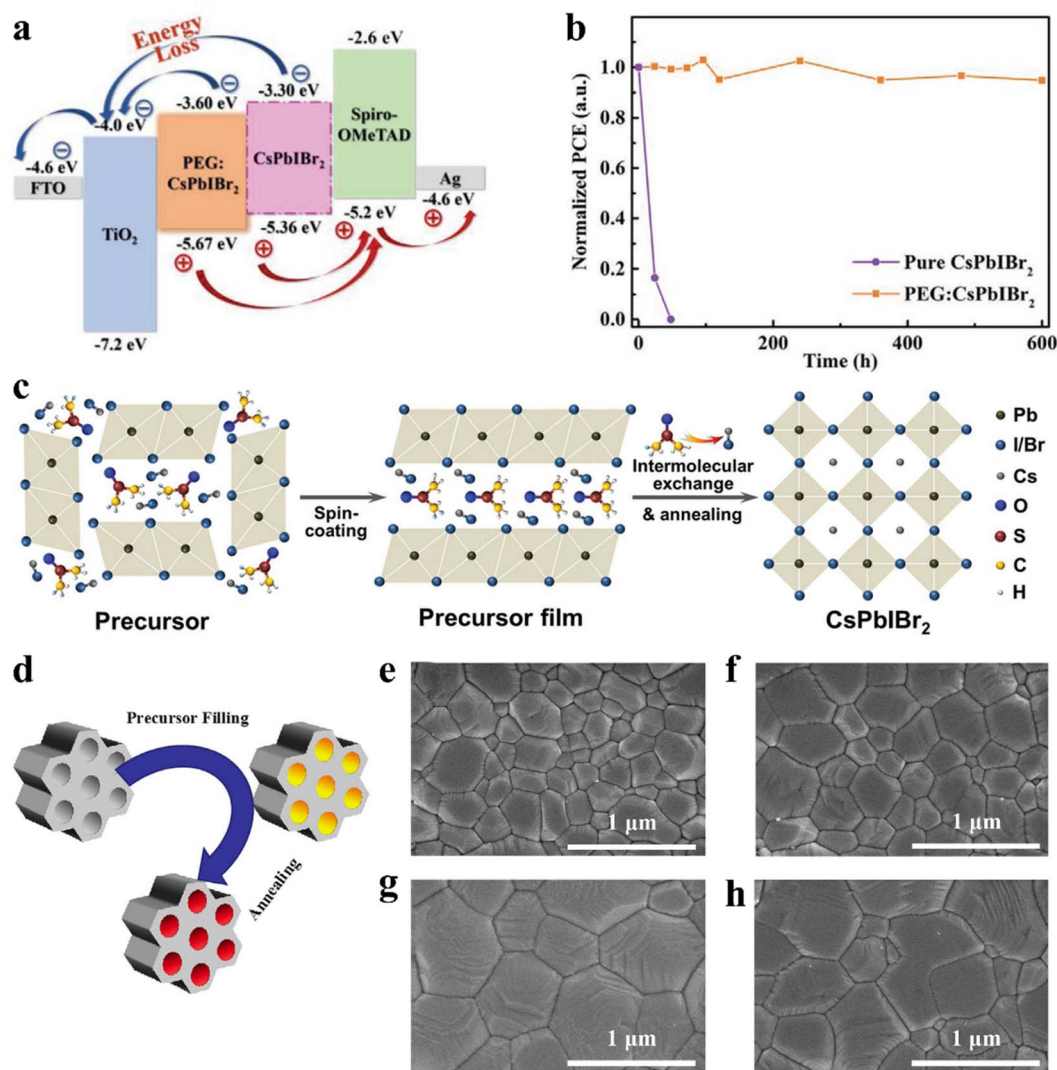 a
Energy
Loss
-2.6 eV
-3.30 eV
-3.60 eV
-4.0 eV
-4.6 eV
FTO
TiO2
PEG:
CsPbIBr2
CsPbIBr2
Spiro-
OMeTAD
Ag
-4.6 eV
-5.2 eV
-5.36 eV
-5.67 eV
-7.2 eV
b
Normalized PCE (a.u.)
1.0
0.8
0.6
0.4
0.2
0.0
Pure CsPbIBr2
PEG:CsPbIBr2
0 200 400 600
Time (h)
c
Spin-
coating
Intermolecular
exchange
& annealing
Precursor
Precursor film
CsPbIBr2
Pb
I/Br
Cs
O
S
C
H
d
Precursor Filling
Annealing
e
1 μm
f
1 μm
g
1 μm
h
1 μm